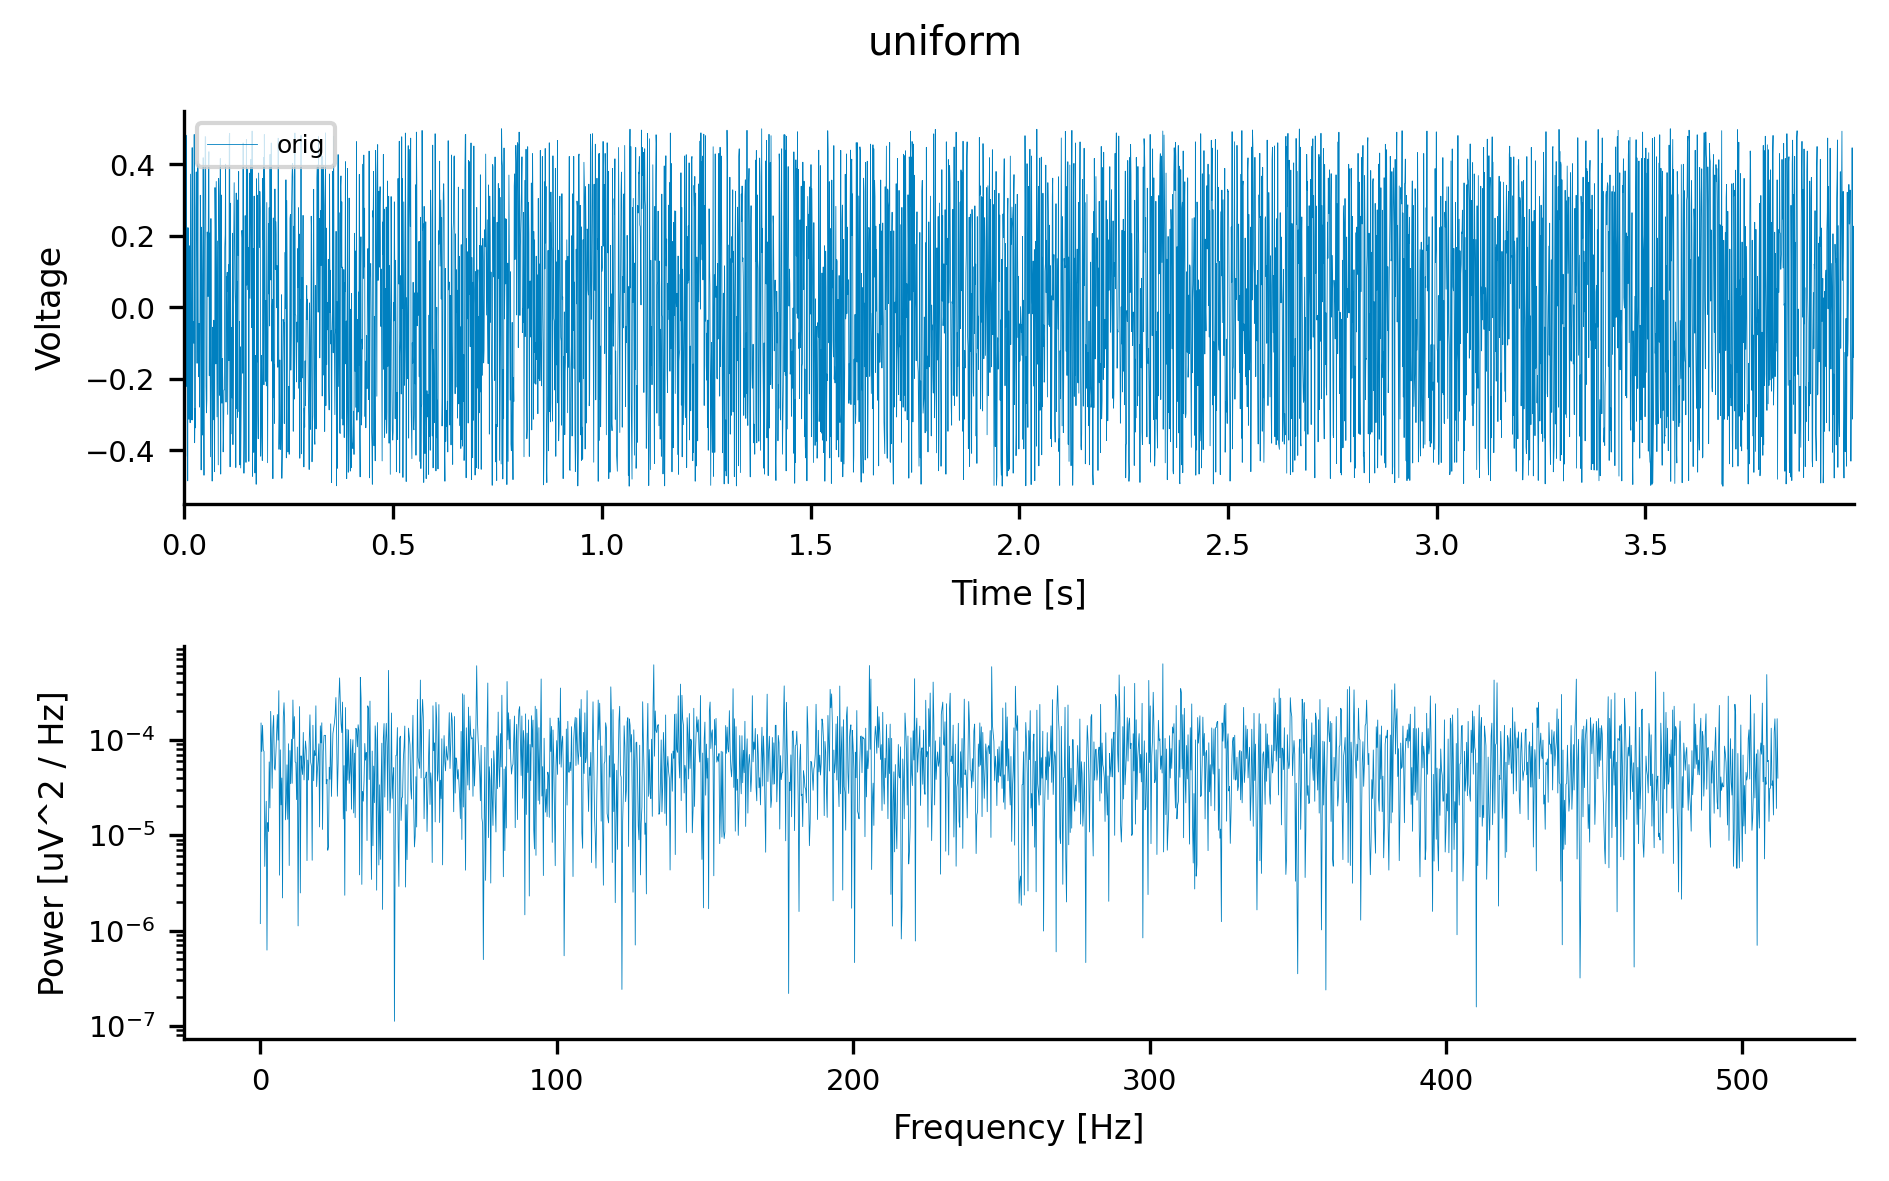 uniform
orig
0.4
0.2
0.0
−0.2
−0.4
Voltage
0.0 0.5 1.0 1.5 2.0 2.5 3.0 3.5
Time [s]
10⁻⁴
10⁻⁵
10⁻⁶
10⁻⁷
Power [uV^2 / Hz]
0 100 200 300 400 500
Frequency [Hz]